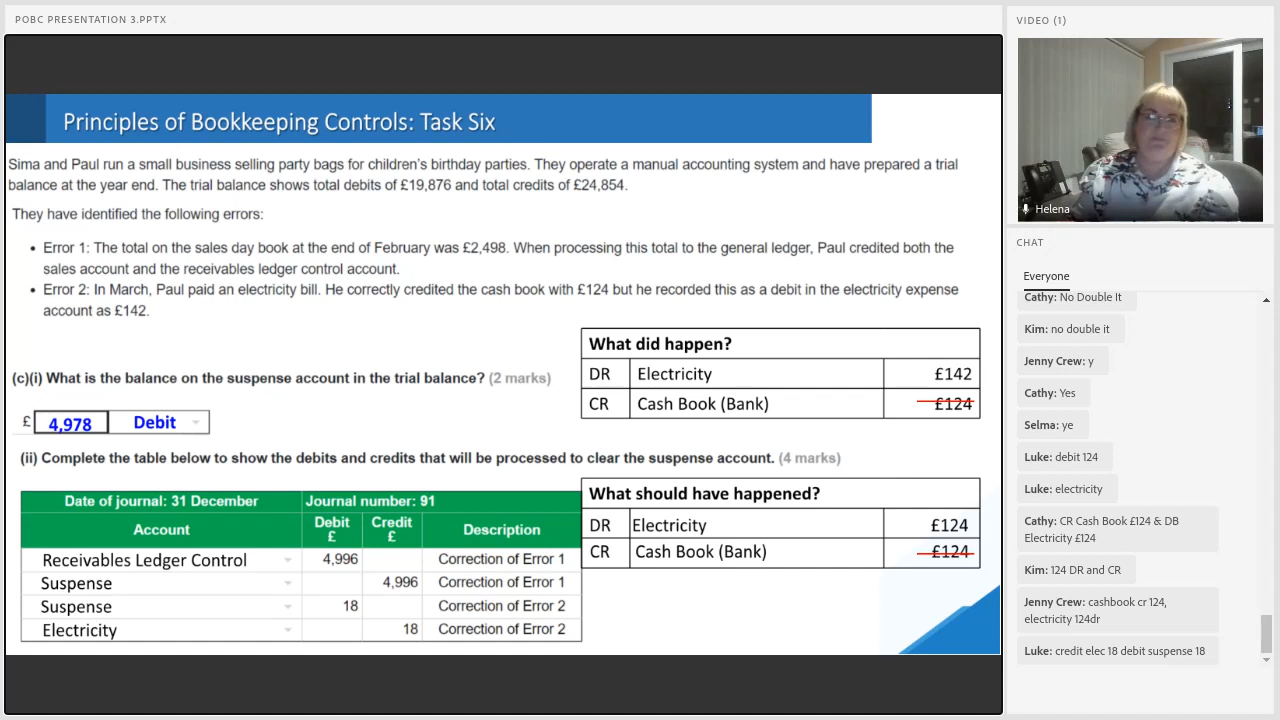 POBC PRESENTATION 3.PPTX
Principles of Bookkeeping Controls: Task Six
Sima and Paul run a small business selling party bags for children's birthday parties. They operate a manual accounting system and have prepared a trial
balance at the year end. The trial balance shows total debits of £19,876 and total credits of £24,854.
They have identified the following errors:
• Error 1: The total on the sales day book at the end of February was £2,498. When processing this total to the general ledger, Paul credited both the
sales account and the receivables ledger control account.
• Error 2: In March, Paul paid an electricity bill. He correctly credited the cash book with £124 but he recorded this as a debit in the electricity expense
account as £142.
What did happen?
DR Electricity £142
CR Cash Book (Bank) £124
(c)(i) What is the balance on the suspense account in the trial balance? (2 marks)
£ 4,978 Debit
(ii) Complete the table below to show the debits and credits that will be processed to clear the suspense account. (4 marks)
What should have happened?
DR Electricity £124
CR Cash Book (Bank) £124
Date of journal: 31 December Journal number: 91
Account Debit £ Credit £ Description
Receivables Ledger Control 4,996 Correction of Error 1
Suspense 4,996 Correction of Error 1
Suspense 18 Correction of Error 2
Electricity 18 Correction of Error 2
VIDEO (1)
Helena
CHAT
Everyone
Cathy: No Double It
Kim: no double it
Jenny Crew: y
Cathy: Yes
Selma: ye
Luke: debit 124
Luke: electricity
Cathy: CR Cash Book £124 & DB
Electricity £124
Kim: 124 DR and CR
Jenny Crew: cashbook cr 124,
electricity 124dr
Luke: credit elec 18 debit suspense 18